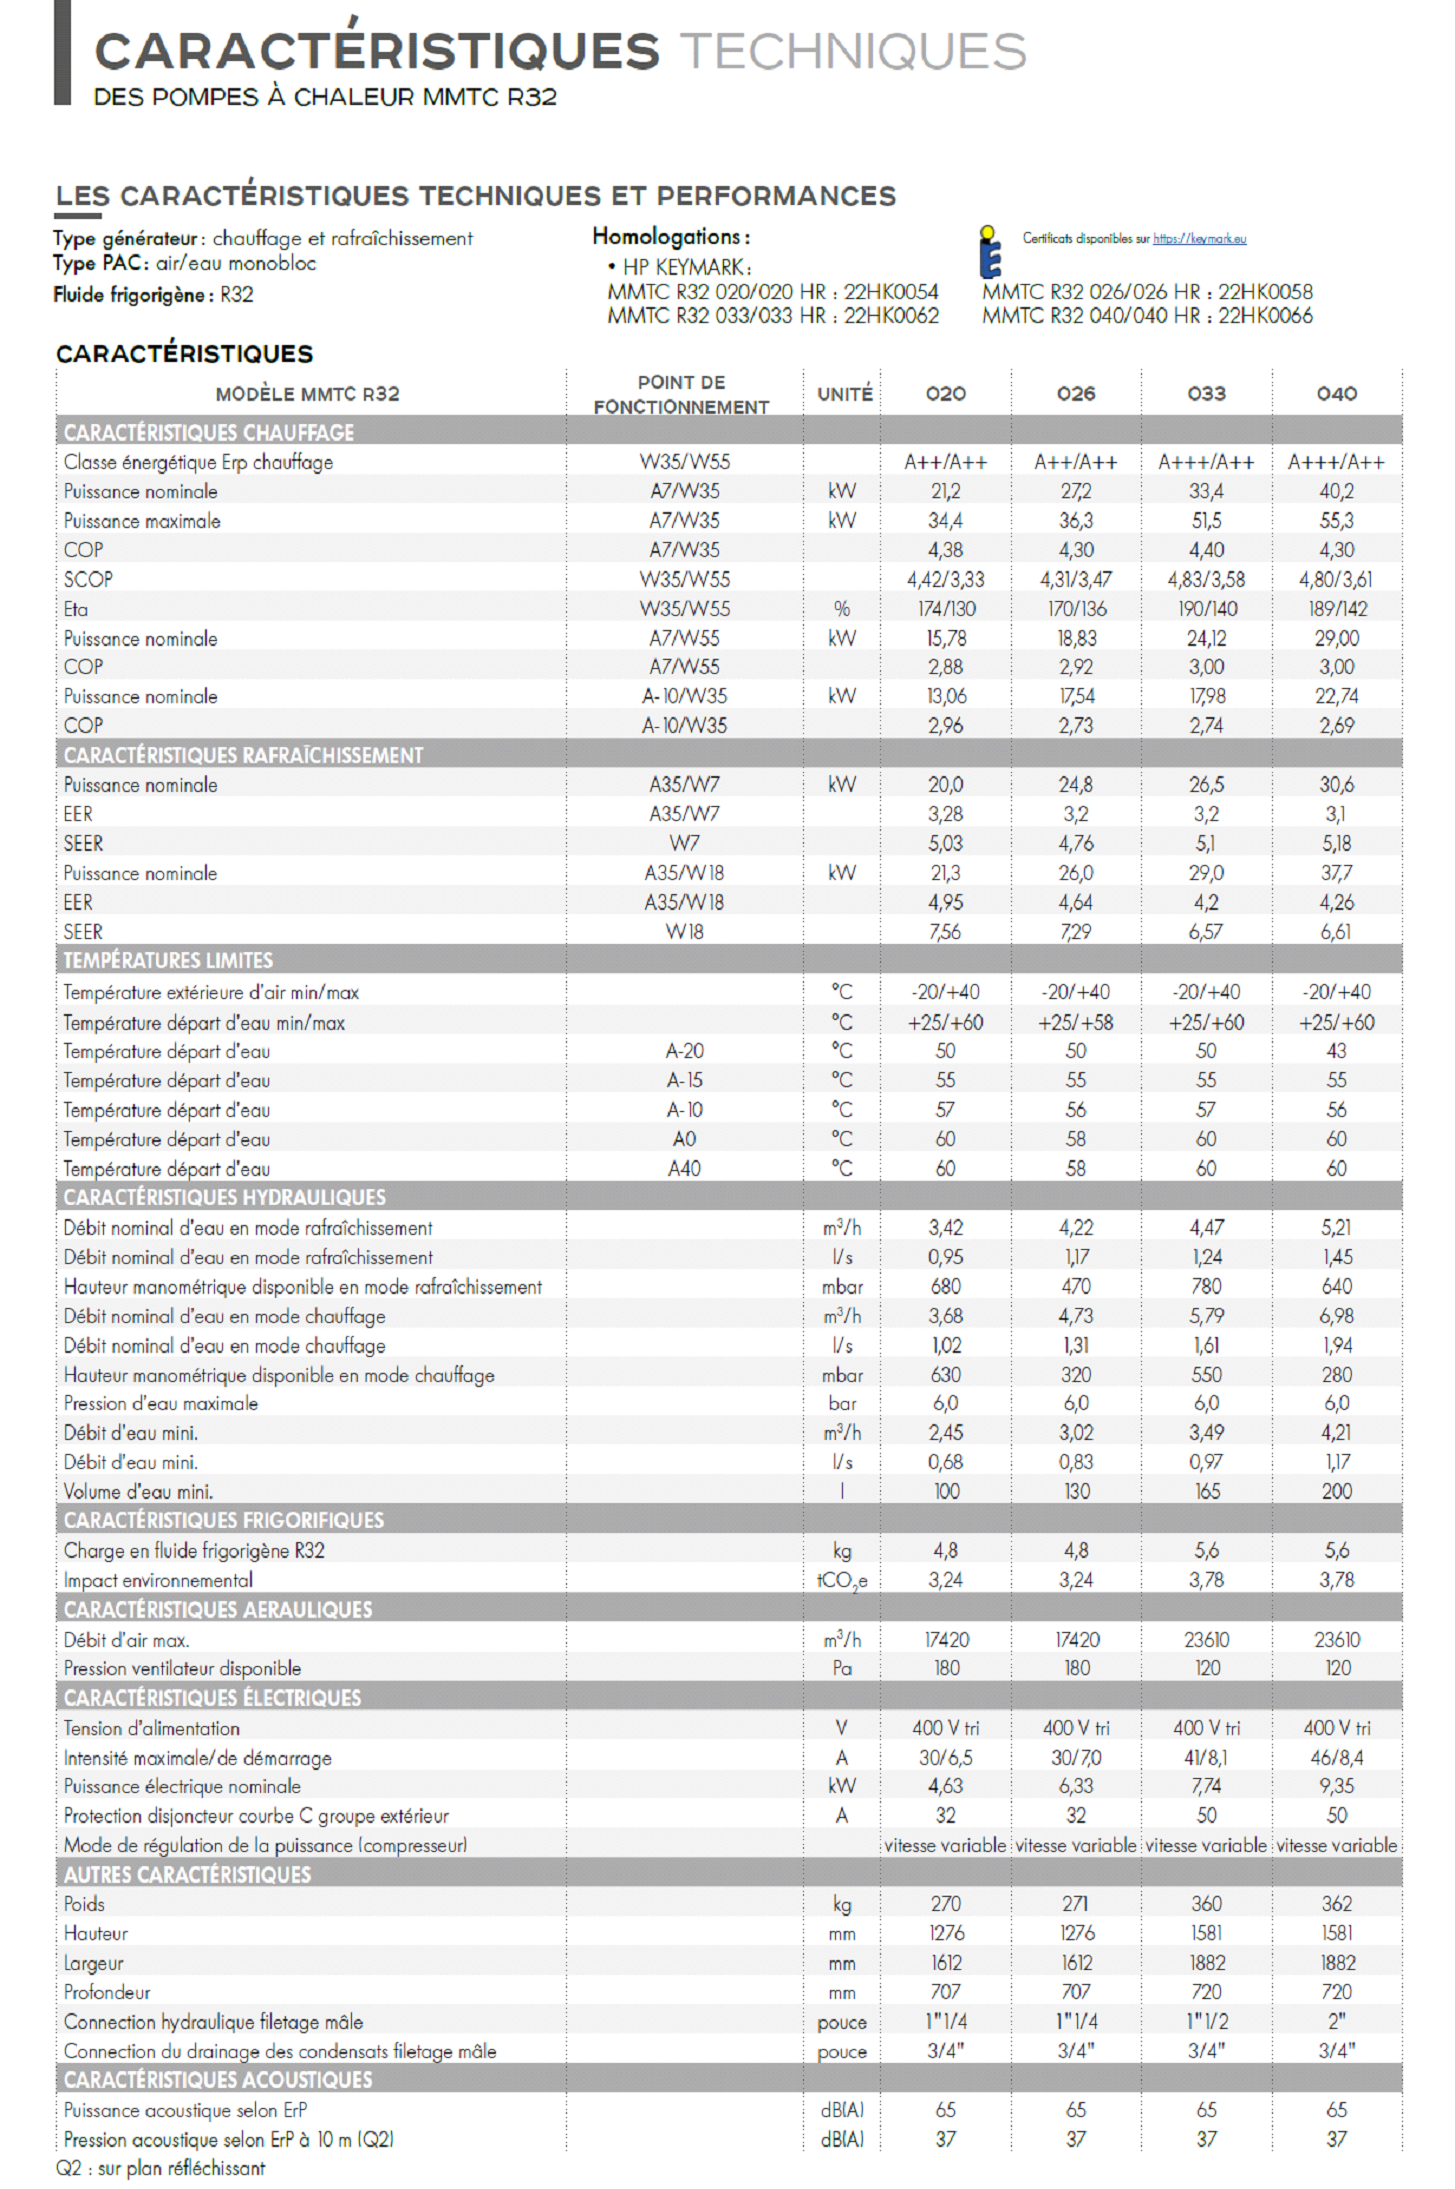 CARACTÉRISTIQUES TECHNIQUES
DES POMPES À CHALEUR MMTC R32
LES CARACTÉRISTIQUES TECHNIQUES ET PERFORMANCES
Type générateur : chauffage et rafraîchissement
Type PAC : air/eau monobloc
Fluide frigorigène : R32
Homologations :
• HP KEYMARK :
MMTC R32 020/020 HR : 22HK0054
MMTC R32 033/033 HR : 22HK0062
Certificats disponibles sur https://keymark.eu
MMTC R32 026/026 HR : 22HK0058
MMTC R32 040/040 HR : 22HK0066
CARACTÉRISTIQUES
MODÈLE MMTC R32 POINT DE FONCTIONNEMENT UNITÉ 020 026 033 040
CARACTÉRISTIQUES CHAUFFAGE
Classe énergétique Erp chauffage W35/W55 A++/A++ A++/A++ A+++/A++ A+++/A++
Puissance nominale A7/W35 kW 21,2 27,2 33,4 40,2
Puissance maximale A7/W35 kW 34,4 36,3 51,5 55,3
COP A7/W35 4,38 4,30 4,40 4,30
SCOP W35/W55 4,42/3,33 4,31/3,47 4,83/3,58 4,80/3,61
Eta W35/W55 % 174/130 170/136 190/140 189/142
Puissance nominale A7/W55 kW 15,78 18,83 24,12 29,00
COP A7/W55 2,88 2,92 3,00 3,00
Puissance nominale A-10/W35 kW 13,06 17,54 17,98 22,74
COP A-10/W35 2,96 2,73 2,74 2,69
CARACTÉRISTIQUES RAFRAÎCHISSEMENT
Puissance nominale A35/W7 kW 20,0 24,8 26,5 30,6
EER A35/W7 3,28 3,2 3,2 3,1
SEER W7 5,03 4,76 5,1 5,18
Puissance nominale A35/W18 kW 21,3 26,0 29,0 37,7
EER A35/W18 4,95 4,64 4,2 4,26
SEER W18 7,56 7,29 6,57 6,61
TEMPÉRATURES LIMITES
Température extérieure d'air min/max °C -20/+40 -20/+40 -20/+40 -20/+40
Température départ d'eau min/max °C +25/+60 +25/+58 +25/+60 +25/+60
Température départ d'eau A-20 °C 50 50 50 43
Température départ d'eau A-15 °C 55 55 55 55
Température départ d'eau A-10 °C 57 56 57 56
Température départ d'eau A0 °C 60 58 60 60
Température départ d'eau A40 °C 60 58 60 60
CARACTÉRISTIQUES HYDRAULIQUES
Débit nominal d'eau en mode rafraîchissement m³/h 3,42 4,22 4,47 5,21
Débit nominal d'eau en mode rafraîchissement l/s 0,95 1,17 1,24 1,45
Hauteur manométrique disponible en mode rafraîchissement mbar 680 470 780 640
Débit nominal d'eau en mode chauffage m³/h 3,68 4,73 5,79 6,98
Débit nominal d'eau en mode chauffage l/s 1,02 1,31 1,61 1,94
Hauteur manométrique disponible en mode chauffage mbar 630 320 550 280
Pression d'eau maximale bar 6,0 6,0 6,0 6,0
Débit d'eau mini. m³/h 2,45 3,02 3,49 4,21
Débit d'eau mini. l/s 0,68 0,83 0,97 1,17
Volume d'eau mini. l 100 130 165 200
CARACTÉRISTIQUES FRIGORIFIQUES
Charge en fluide frigorigène R32 kg 4,8 4,8 5,6 5,6
Impact environnemental tCO₂e 3,24 3,24 3,78 3,78
CARACTÉRISTIQUES AERAULIQUES
Débit d'air max. m³/h 17420 17420 23610 23610
Pression ventilateur disponible Pa 180 180 120 120
CARACTÉRISTIQUES ÉLECTRIQUES
Tension d'alimentation V 400 V tri 400 V tri 400 V tri 400 V tri
Intensité maximale/de démarrage A 30/6,5 30/7,0 41/8,1 46/8,4
Puissance électrique nominale kW 4,63 6,33 7,74 9,35
Protection disjoncteur courbe C groupe extérieur A 32 32 50 50
Mode de régulation de la puissance (compresseur) vitesse variable vitesse variable vitesse variable vitesse variable
AUTRES CARACTÉRISTIQUES
Poids kg 270 271 360 362
Hauteur mm 1276 1276 1581 1581
Largeur mm 1612 1612 1882 1882
Profondeur mm 707 707 720 720
Connection hydraulique filetage mâle pouce 1"1/4 1"1/4 1"1/2 2"
Connection du drainage des condensats filetage mâle pouce 3/4" 3/4" 3/4" 3/4"
CARACTÉRISTIQUES ACOUSTIQUES
Puissance acoustique selon ErP dB(A) 65 65 65 65
Pression acoustique selon ErP à 10 m (Q2) dB(A) 37 37 37 37
Q2 : sur plan réfléchissant